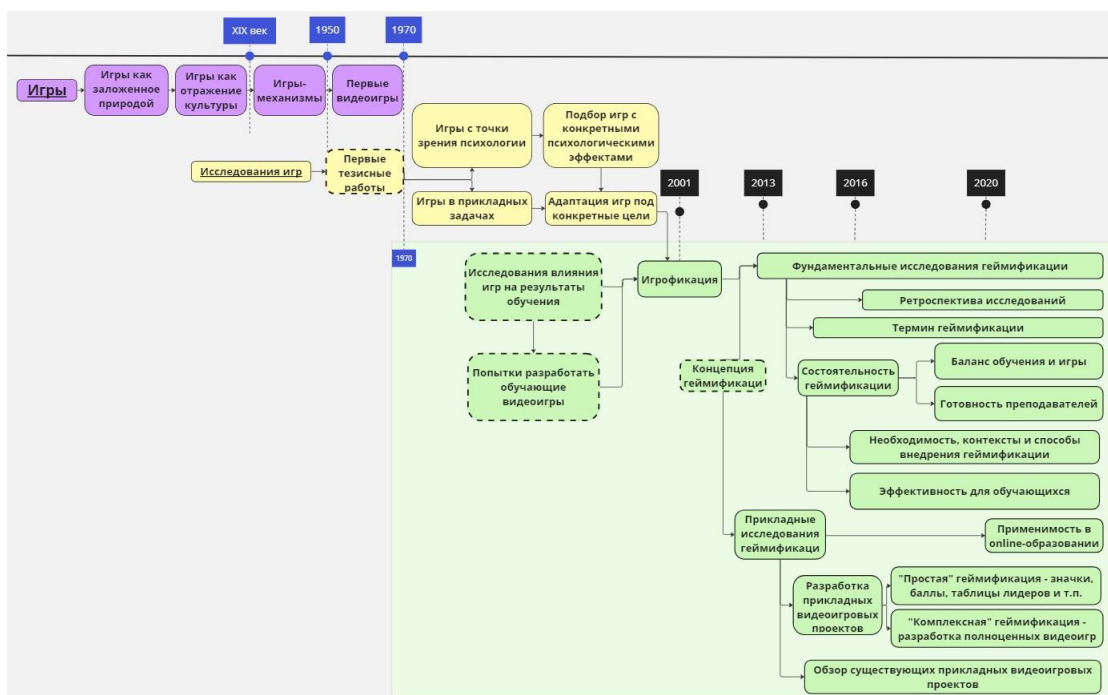 XIX век
1950
1970
Игры
Игры как
заложенное
природой
Игры как
отражение
культуры
Игры-
механизмы
Первые
видеоигры
Исследования игр
Первые
тезисные
работы
Игры с точки
зрения психологии
Подбор игр с
конкретными
психологическими
эффектами
Игры в прикладных
задачах
Адаптация игр под
конкретные цели
2001
2013
2016
2020
1970
Исследования влияния
игр на результаты
обучения
Игрофикация
Фундаментальные исследования геймификации
Ретроспектива исследований
Термин геймификации
Попытки разработать
обучающие
видеоигры
Концепция
геймификаци
Состоятельность
геймификации
Баланс обучения и игры
Готовность преподавателей
Необходимость, контексты и способы
внедрения геймификации
Эффективность для обучающихся
Прикладные
исследования
геймификаци
Применимость в
online-образовании
Разработка
прикладных
видеоигровых
проектов
"Простая" геймификация - значки,
баллы, таблицы лидеров и т.п.
"Комплексная" геймификация -
разработка полноценных видеоигр
Обзор существующих прикладных видеоигровых
проектов